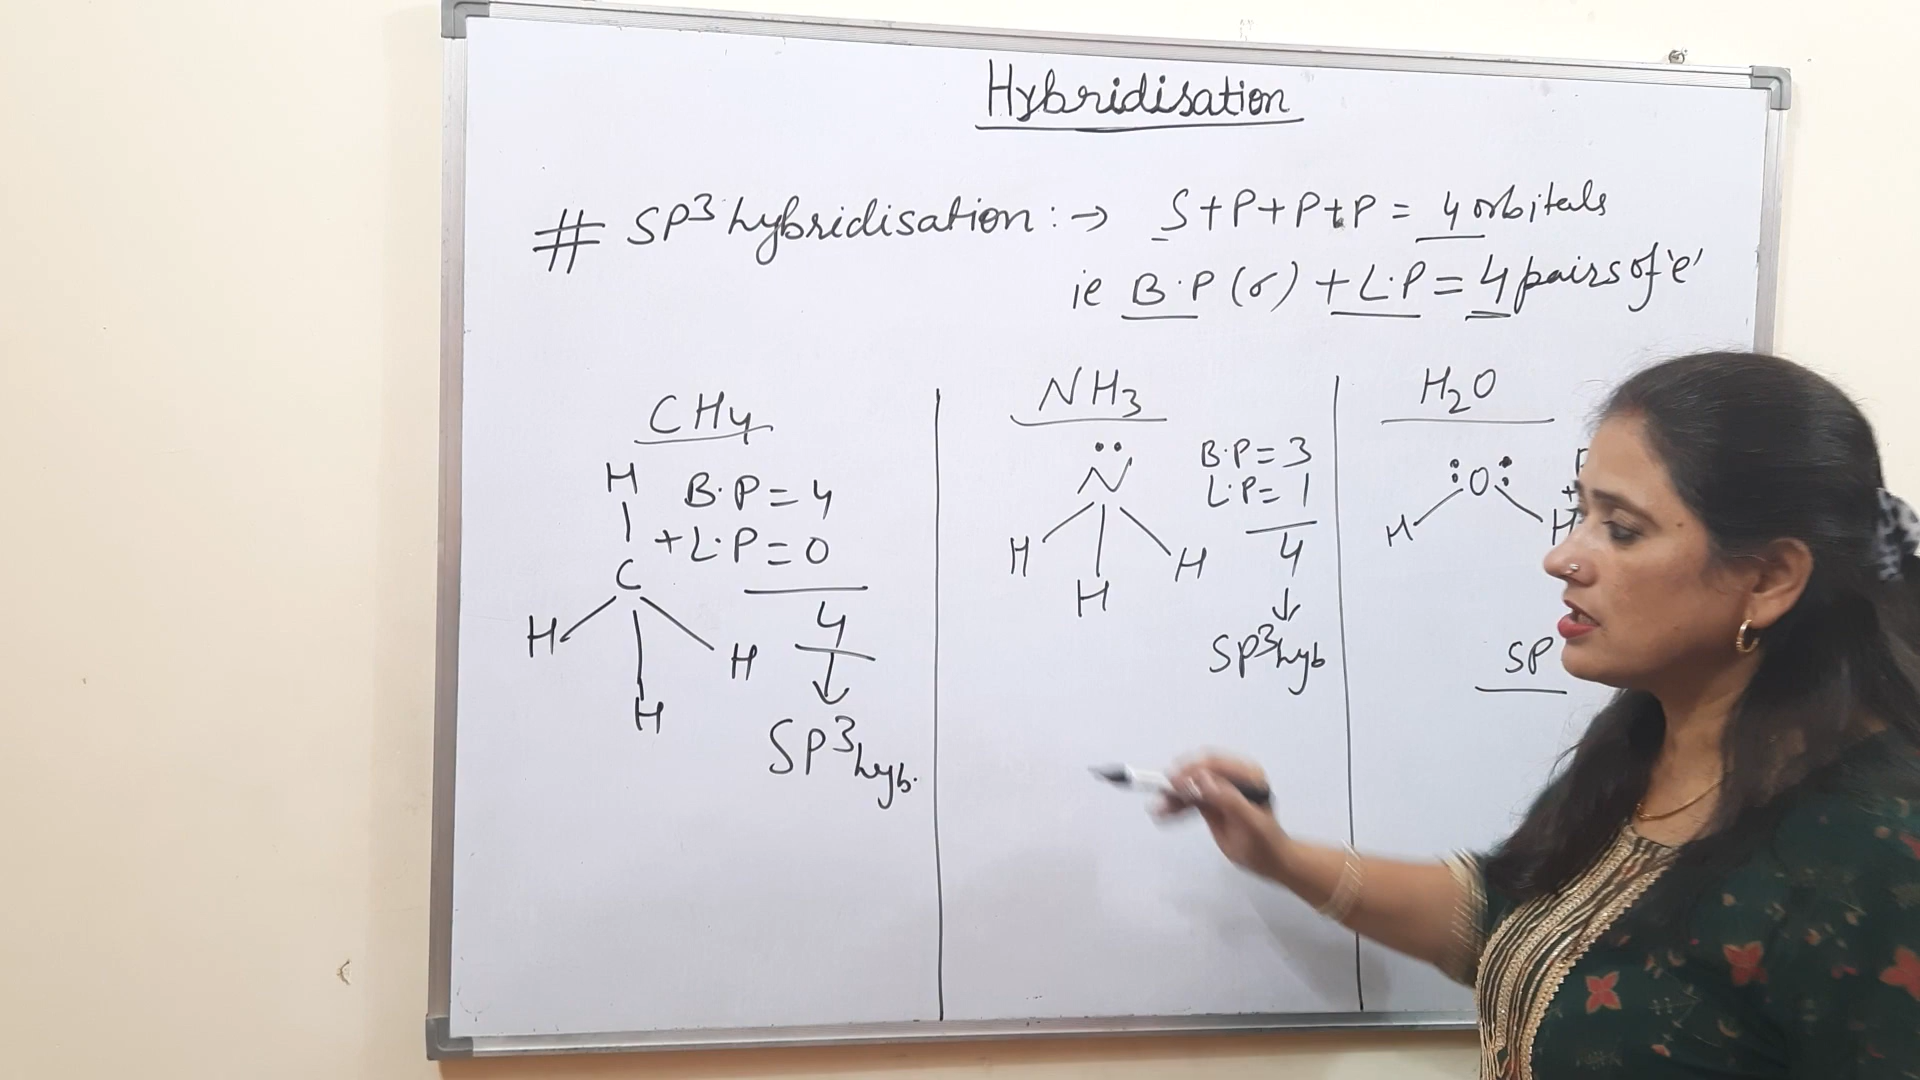 Hybridisation
# SP³ hybridisation :→ S+P+P+P = 4 orbitals
ie B.P (σ) + L.P = 4 pairs of 'e'
CH4
H
B.P = 4
+L.P = 0
C
4
H
H
H
↓
SP³ hyb.
NH3
N
B.P = 3
L.P = 1
4
H
H
H
↓
SP³ hyb
H2O
O
H
H
SP